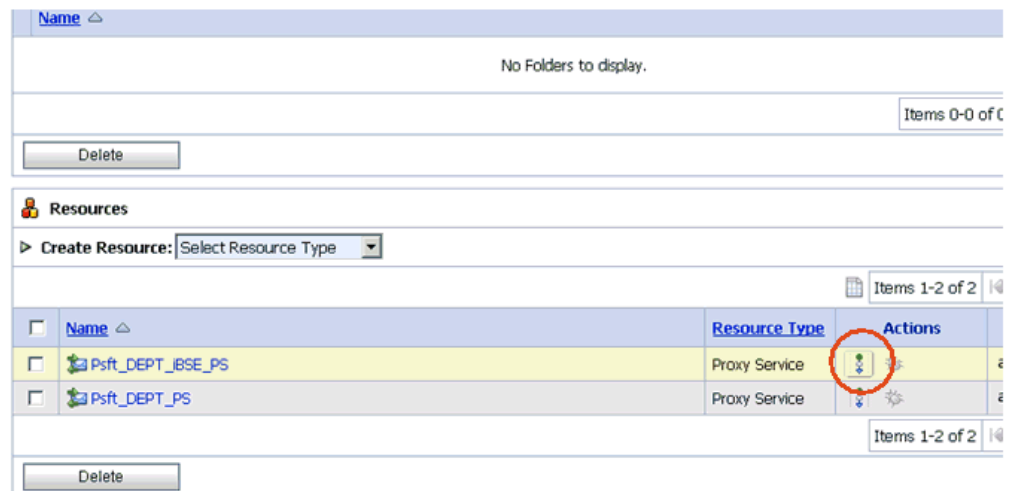 Name
No Folders to display.
Items 0-0 of 0
Delete
Resources
Create Resource: Select Resource Type
Items 1-2 of 2
Name Resource Type Actions
Psft_DEPT_iBSE_PS Proxy Service
Psft_DEPT_PS Proxy Service
Items 1-2 of 2
Delete